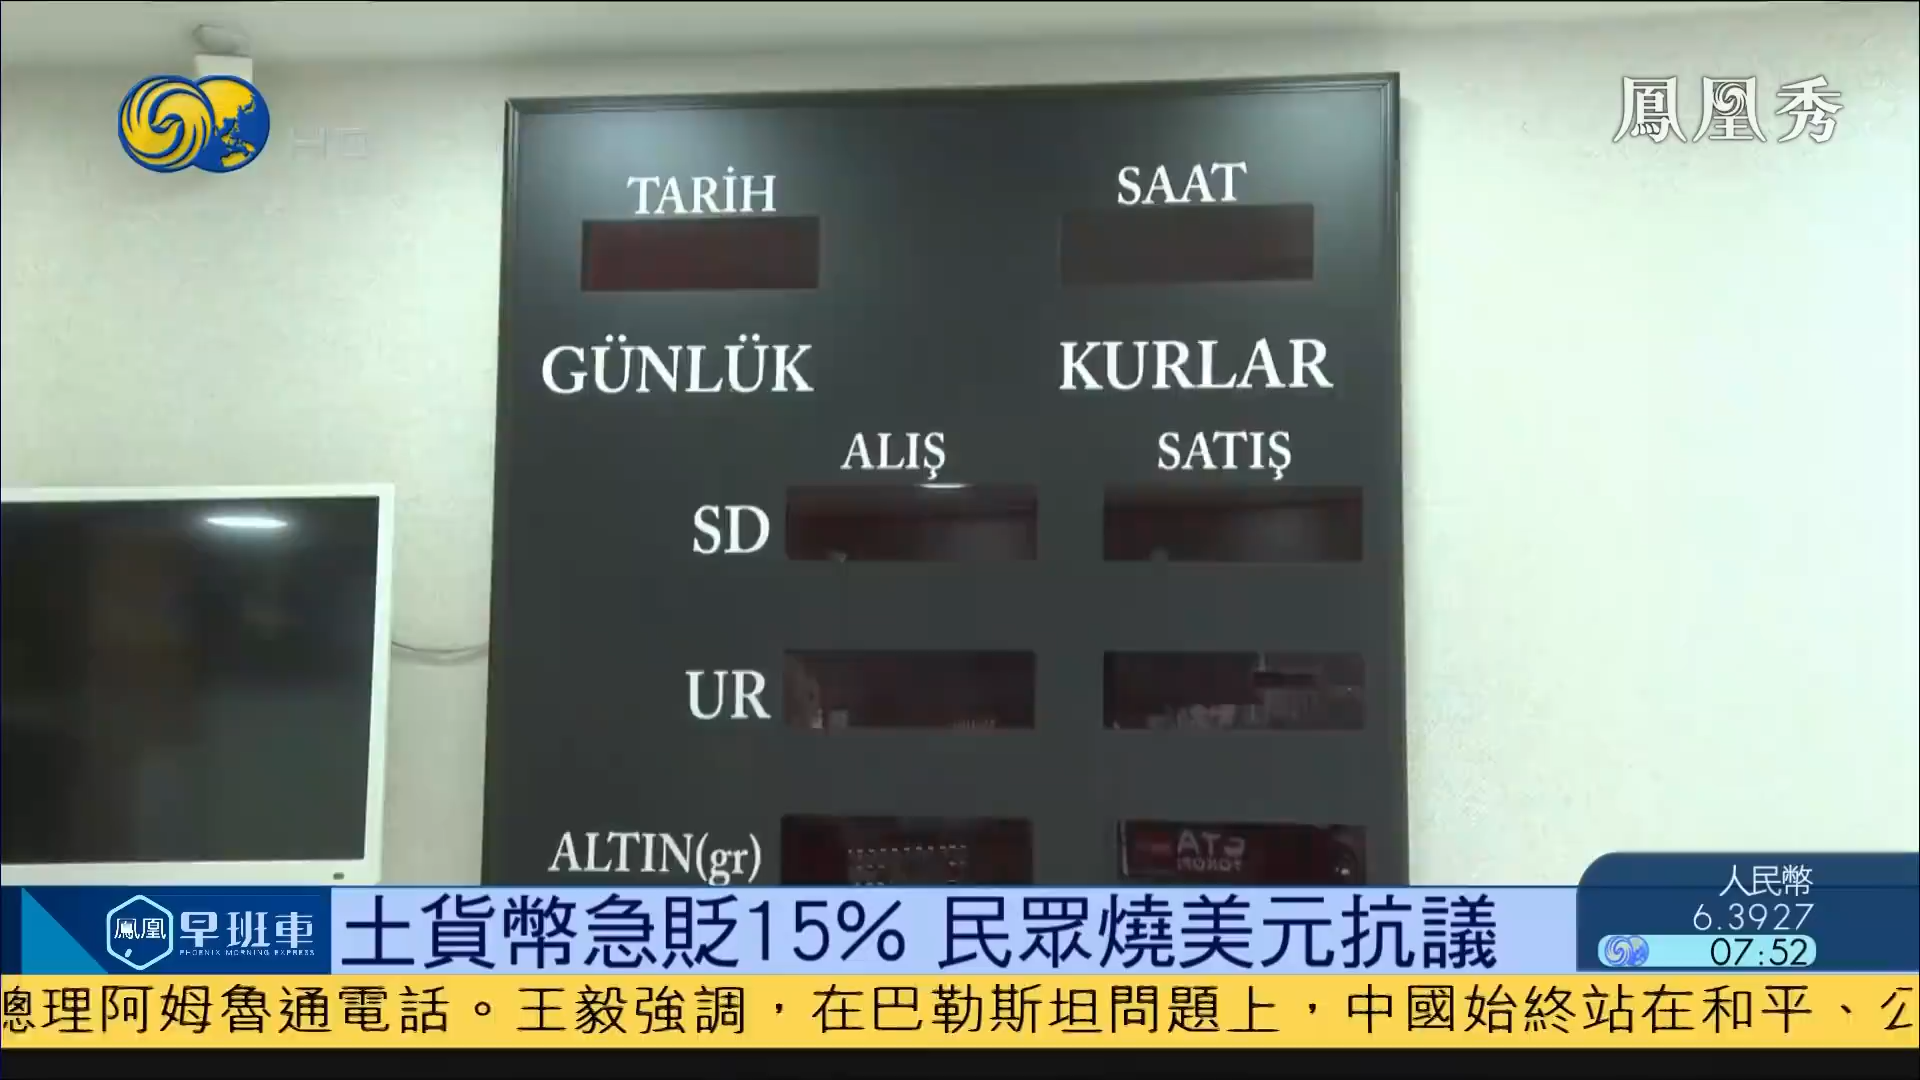 鳳凰秀
TARİH
SAAT
GÜNLÜK KURLAR
ALIŞ SATIŞ
SD
UR
ALTIN(gr)
鳳凰 早班車
PHOENIX MORNING EXPRESS
土貨幣急貶15% 民眾燒美元抗議
人民幣
6.3927
07:52
總理阿姆魯通電話。王毅強調，在巴勒斯坦問題上，中國始終站在和平、公